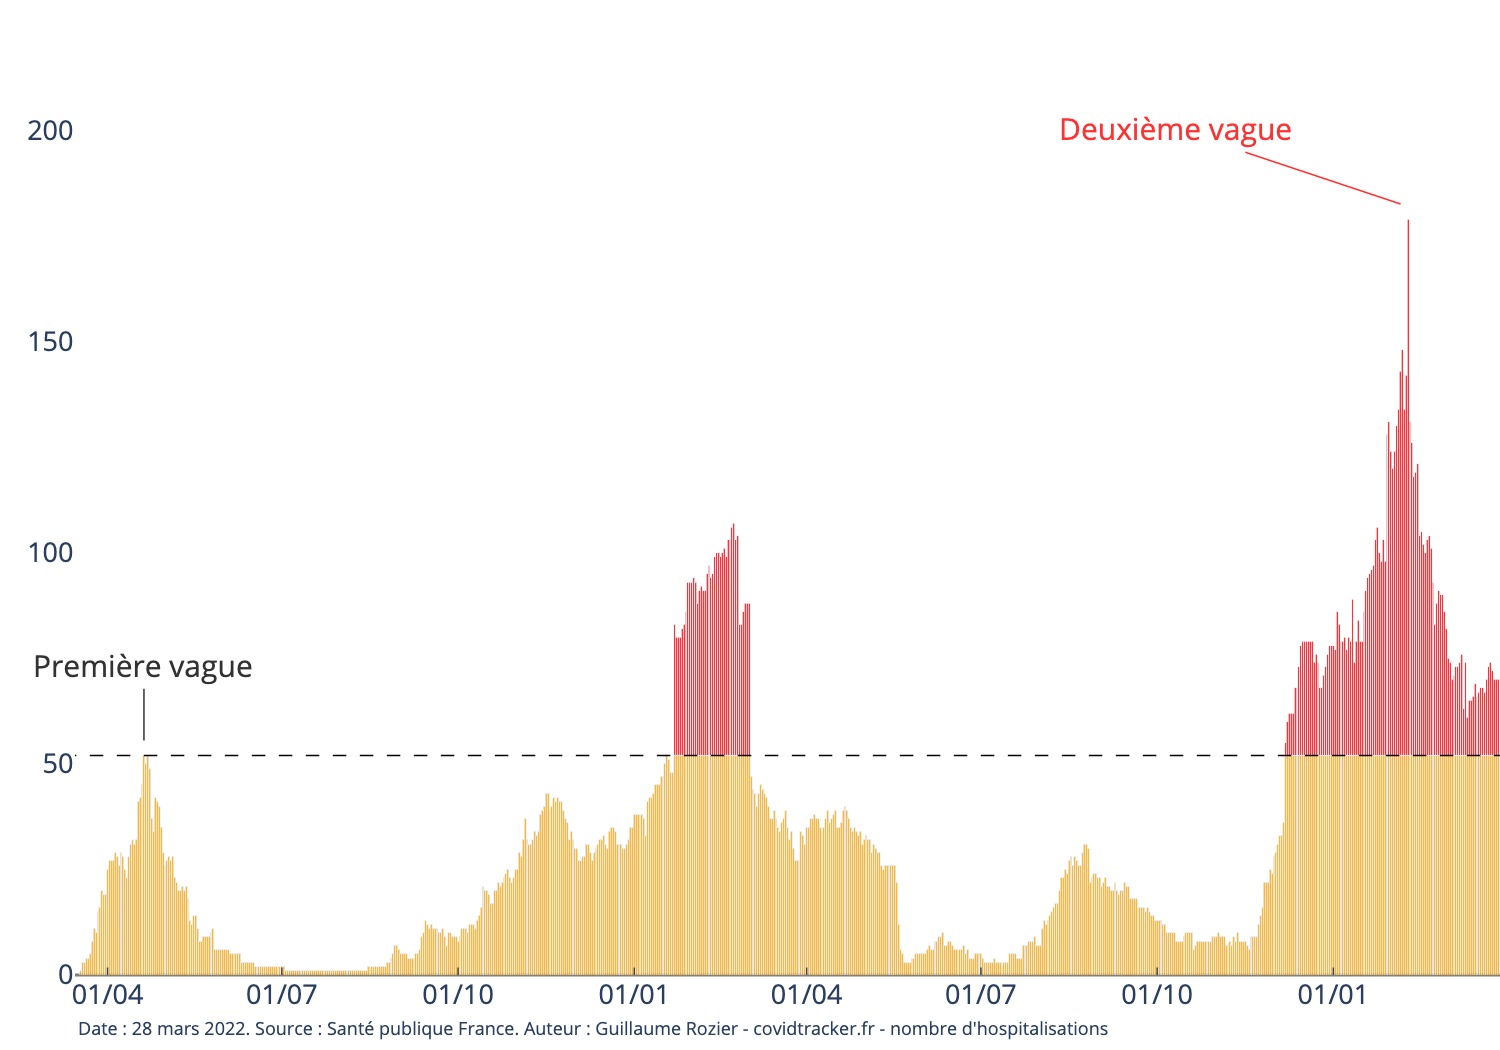 200
Deuxième vague
150
100
Première vague
50
0
01/04 01/07 01/10 01/01 01/04 01/07 01/10 01/01
Date : 28 mars 2022. Source : Santé publique France. Auteur : Guillaume Rozier - covidtracker.fr - nombre d'hospitalisations